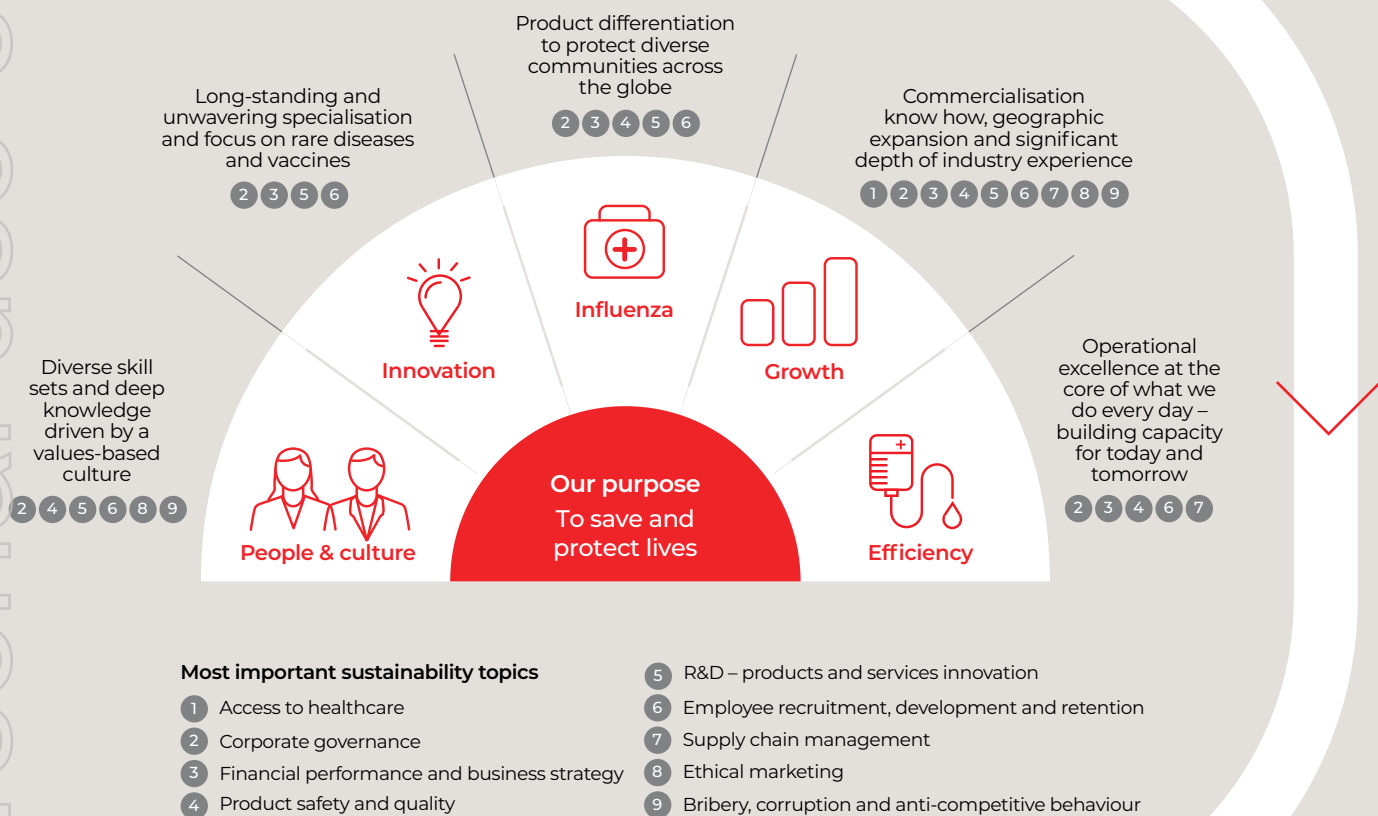 Product differentiation
to protect diverse
communities across
the globe
2 3 4 5 6
Long-standing and
unwavering specialisation
and focus on rare diseases
and vaccines
2 3 5 6
Commercialisation
know how, geographic
expansion and significant
depth of industry experience
1 2 3 4 5 6 7 8 9
Diverse skill
sets and deep
knowledge
driven by a
values-based
culture
2 4 5 6 8 9
Operational
excellence at the
core of what we
do every day –
building capacity
for today and
tomorrow
2 3 4 6 7
Influenza
Innovation
Growth
People & culture
Efficiency
Our purpose
To save and
protect lives
Most important sustainability topics
1 Access to healthcare
2 Corporate governance
3 Financial performance and business strategy
4 Product safety and quality
5 R&D – products and services innovation
6 Employee recruitment, development and retention
7 Supply chain management
8 Ethical marketing
9 Bribery, corruption and anti-competitive behaviour